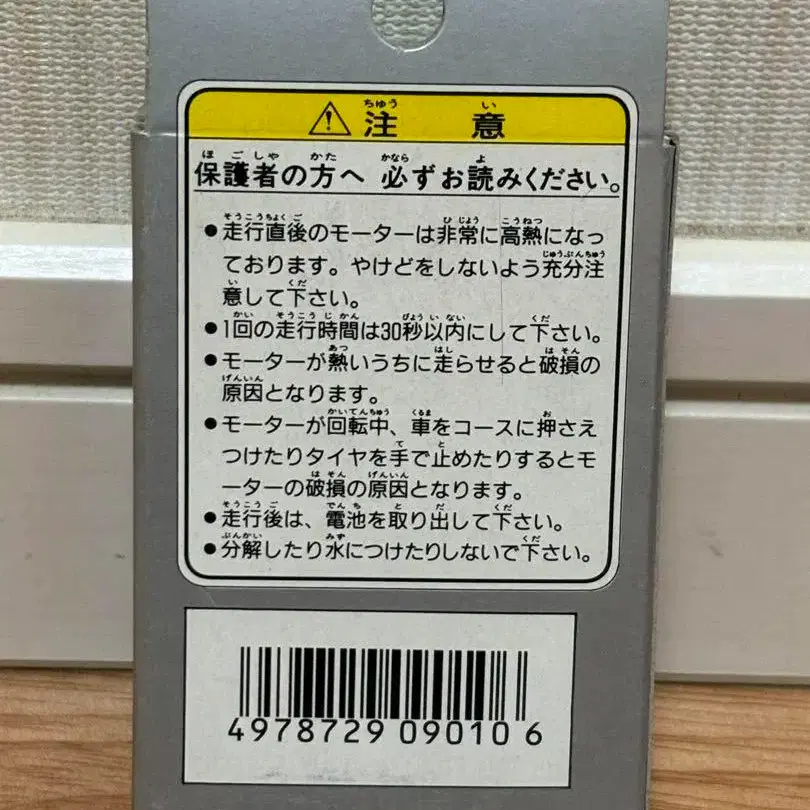 ⚠注意
保護者の方へ 必ずお読みください。
●走行直後のモーターは非常に高熱になっ
ております。やけどをしないよう充分注
意して下さい。
●1回の走行時間は30秒以内にして下さい。
●モーターが熱いうちに走らせると破損の
原因となります。
●モーターが回転中、車をコースに押さえ
つけたりタイヤを手で止めたりするとモ
ーターの破損の原因となります。
●走行後は、電池を取り出して下さい。
●分解したり水につけたりしないで下さい。
4978729 09010 6